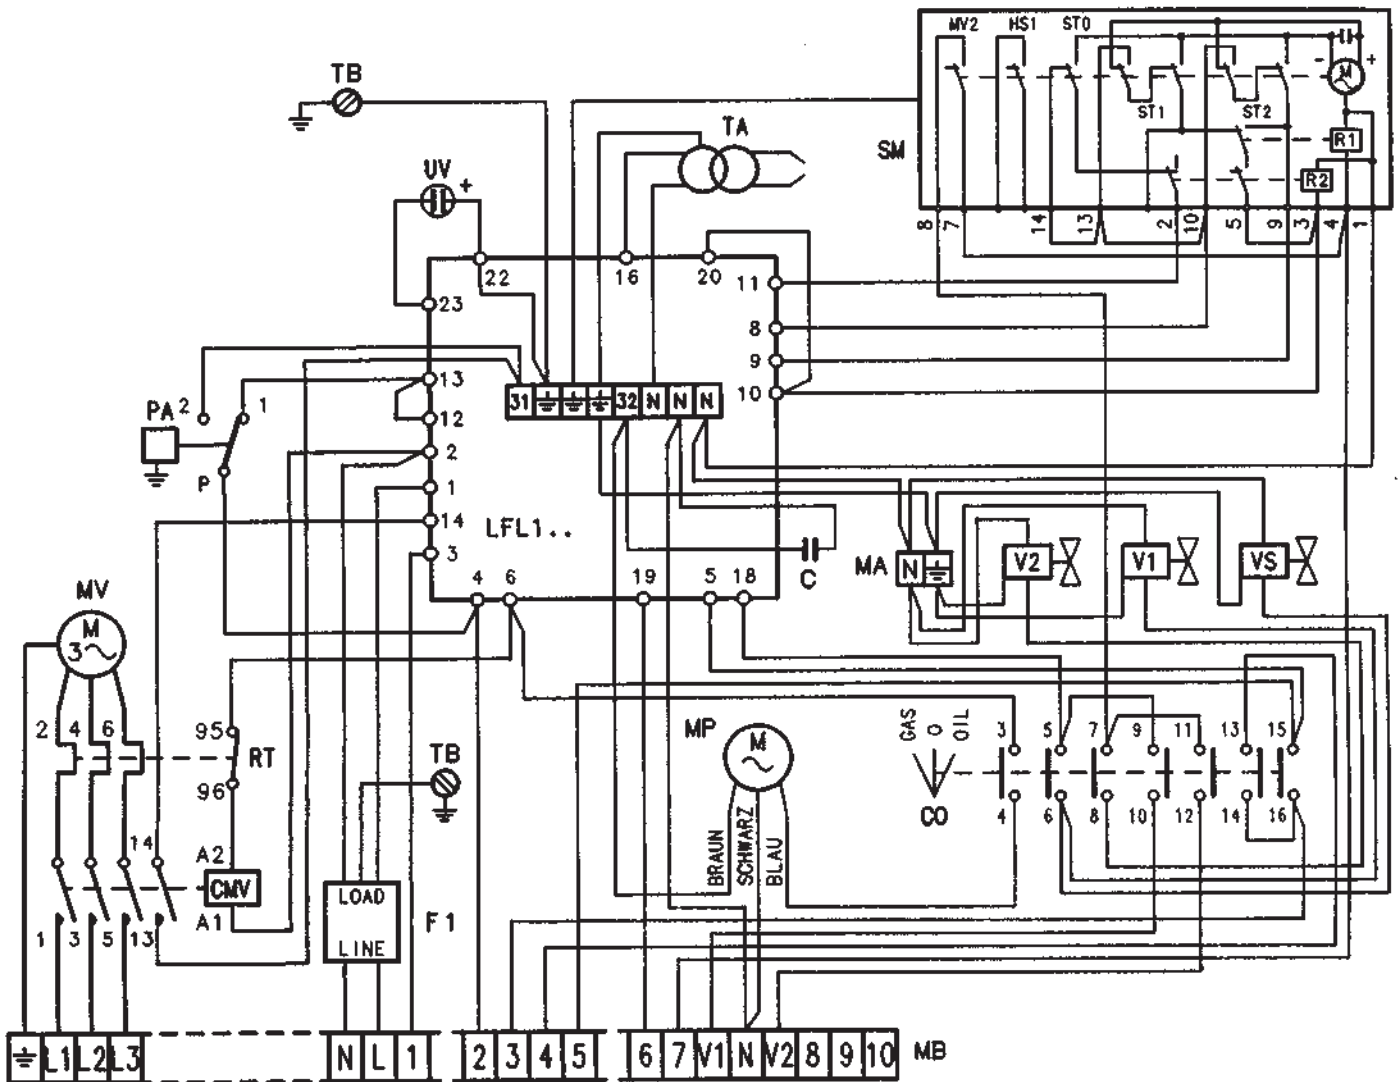 MV2 HS1 ST0
- M +
ST1 ST2
R1
R2
SM
8 7 14 13 2 10 5 9 3 4 1
TB
TA
UV +
22 16 20
11
23
8
9
13
10
31 32 N N N
PA 2 1
12
2
P
1
14
LFL1..
3
C
MA N V2 V1 VS
4 6 19 5 18
MV
M
3
2 4 6 95
RT
96
TB
MP
M
GAS O OIL
3 5 7 9 11 13 15
CO
4 6 8 10 12 14 16
BRAUN
SCHWARZ
BLAU
14 A2
CMV
1 3 5 13 A1
LOAD
LINE
F1
L1 L2 L3 N L 1 2 3 4 5 6 7 V1 N V2 8 9 10 MB